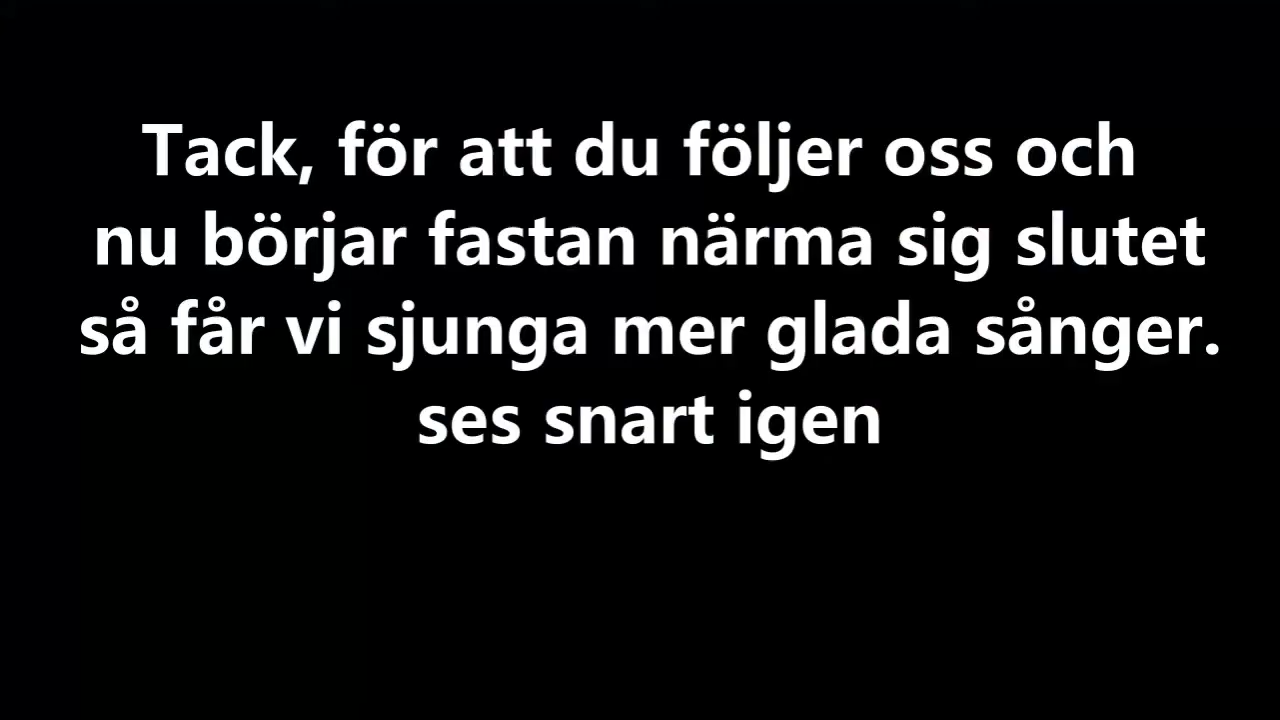 Tack, för att du följer oss och
nu börjar fastan närma sig slutet
så får vi sjunga mer glada sånger.
ses snart igen